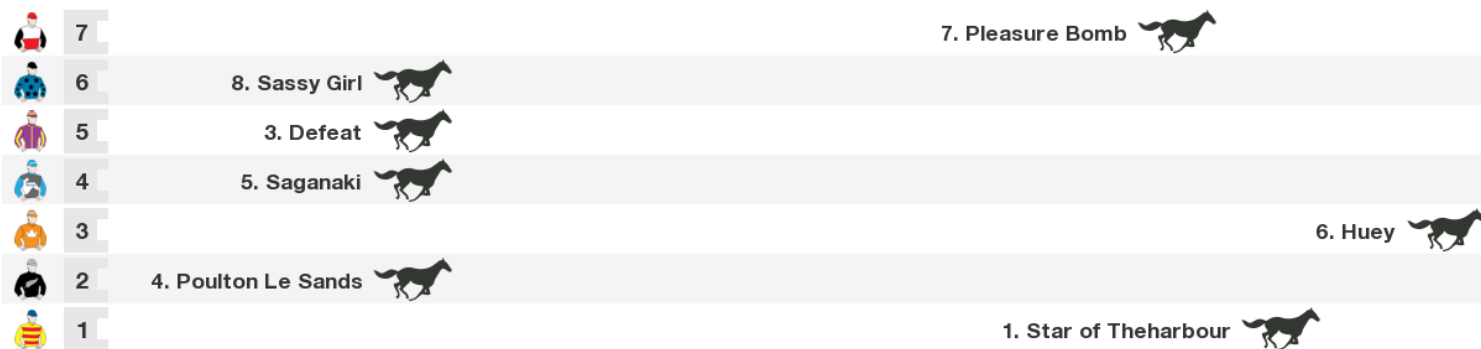 7 7. Pleasure Bomb
6 8. Sassy Girl
5 3. Defeat
4 5. Saganaki
3 6. Huey
2 4. Poulton Le Sands
1 1. Star of Theharbour